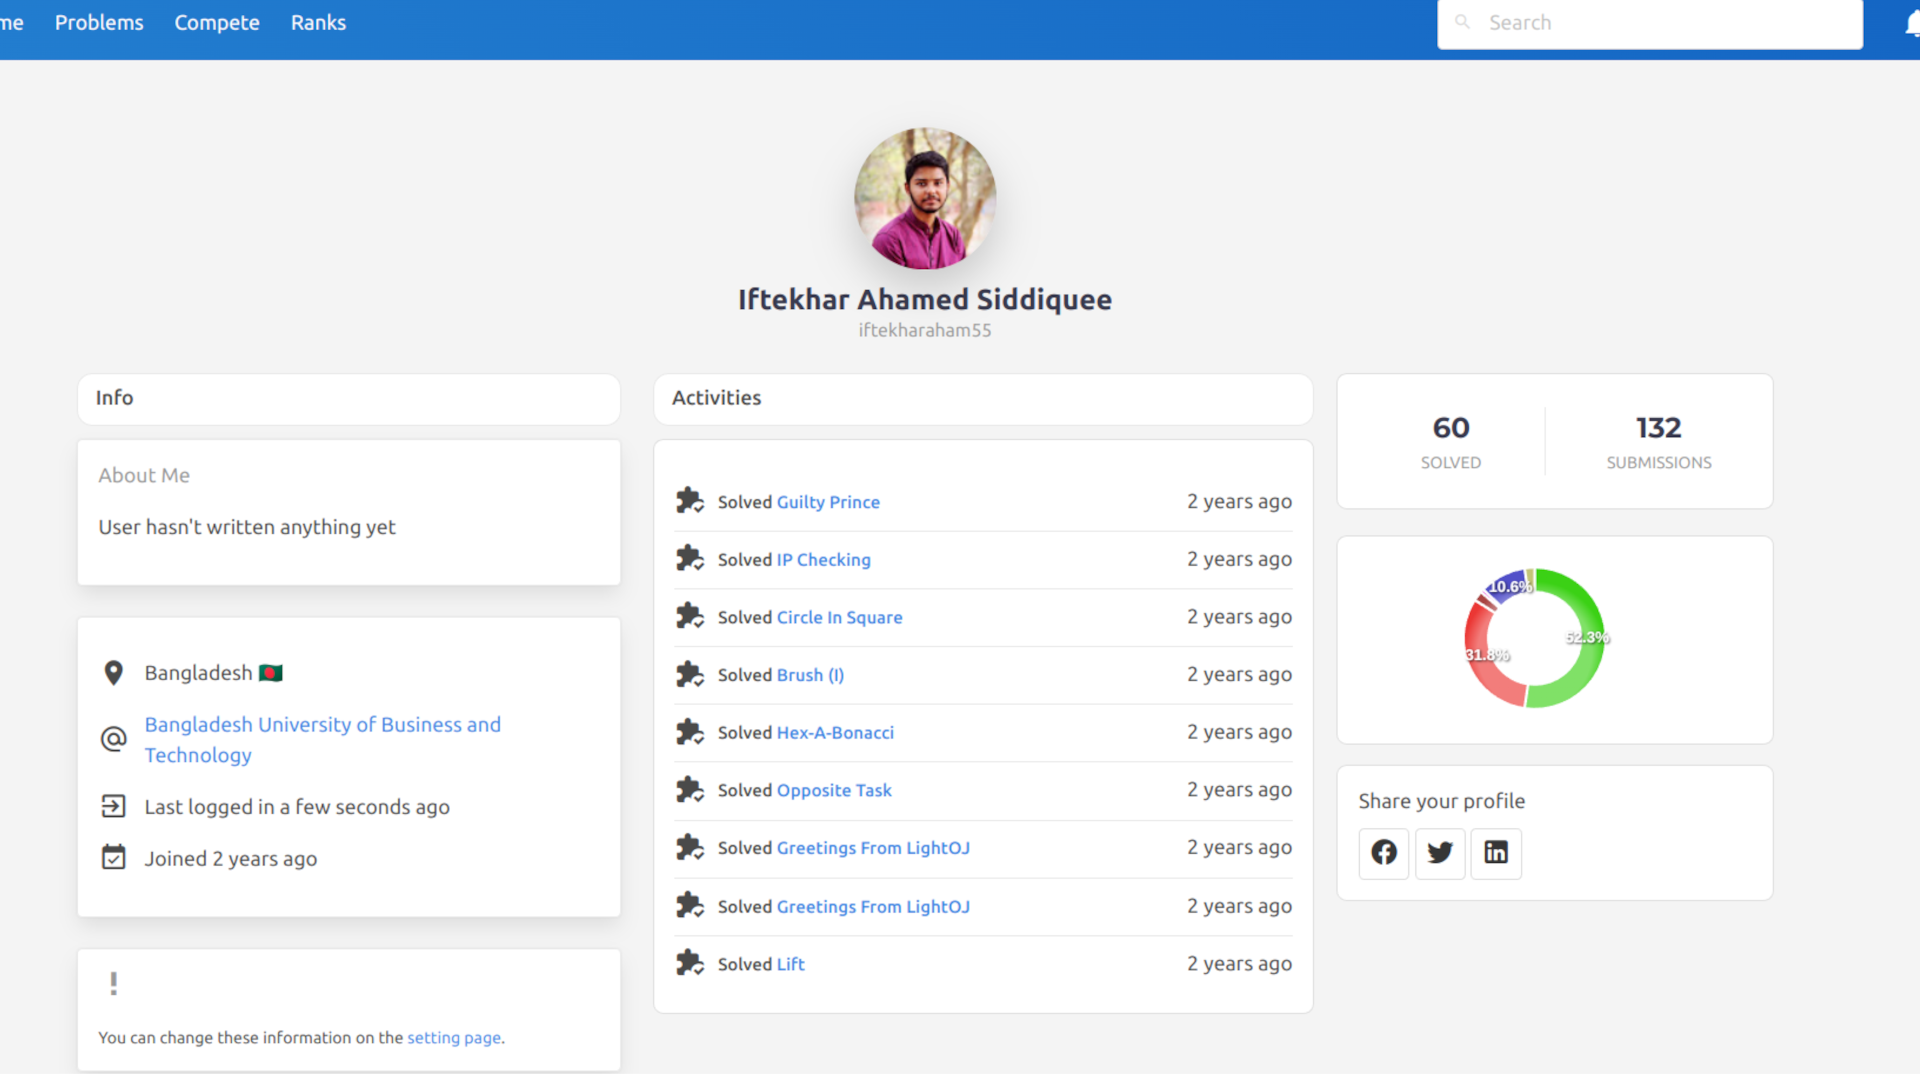 me Problems Compete Ranks Search
Iftekhar Ahamed Siddiquee
iftekharaham55
Info
About Me
User hasn't written anything yet
Bangladesh 🇧🇩
Bangladesh University of Business and
Technology
Last logged in a few seconds ago
Joined 2 years ago
!
You can change these information on the setting page.
Activities
Solved Guilty Prince 2 years ago
Solved IP Checking 2 years ago
Solved Circle In Square 2 years ago
Solved Brush (I) 2 years ago
Solved Hex-A-Bonacci 2 years ago
Solved Opposite Task 2 years ago
Solved Greetings From LightOJ 2 years ago
Solved Greetings From LightOJ 2 years ago
Solved Lift 2 years ago
60 132
SOLVED SUBMISSIONS
10.6%
52.3%
31.8%
Share your profile